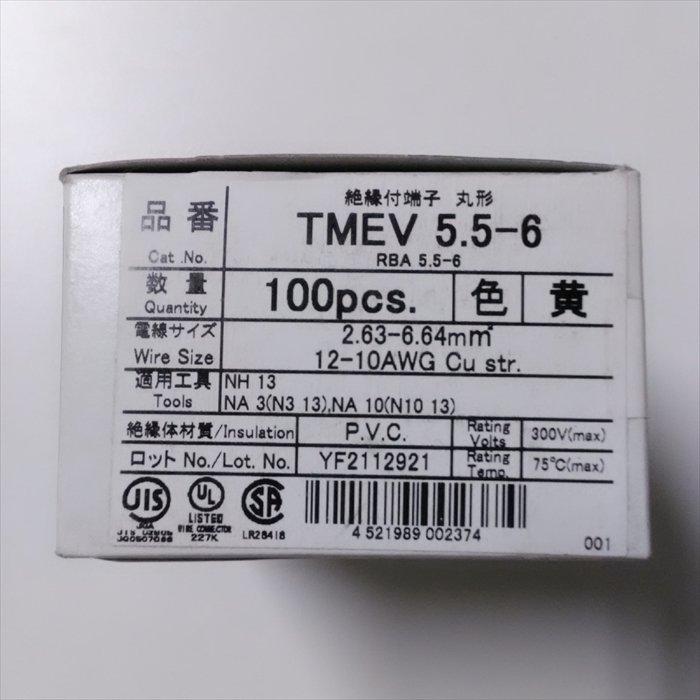 絶縁付端子 丸形
品番 TMEV 5.5-6
Cat.No. RBA 5.5-6
数量 100pcs. 色 黄
Quantity
電線サイズ 2.63-6.64mm²
Wire Size 12-10AWG Cu str.
適用工具 NH 13
Tools NA 3(N3 13),NA 10(N10 13)
絶縁体材質/Insulation P.V.C. Rating Volts 300V(max)
ロット No./Lot. No. YF2112921 Rating Temp. 75℃(max)
JIS UL SA
JQA LISTED
WIRE CONNECTOR
227K LR28418
4 521989 002374
001